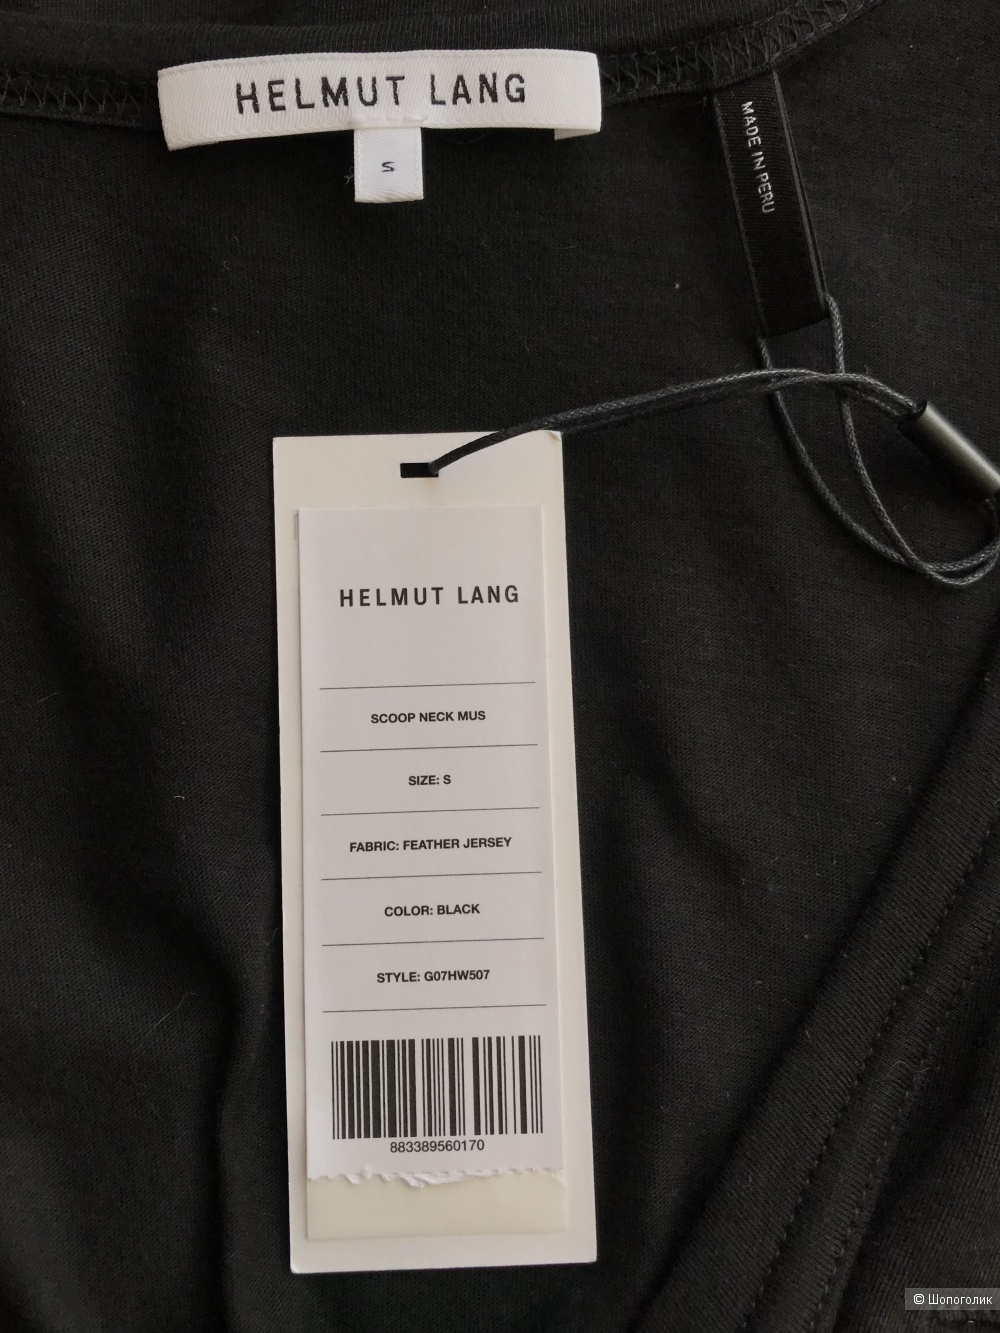 HELMUT LANG
S
MADE IN PERU
HELMUT LANG
SCOOP NECK MUS
SIZE: S
FABRIC: FEATHER JERSEY
COLOR: BLACK
STYLE: G07HW507
883389560170
© Шопоголик